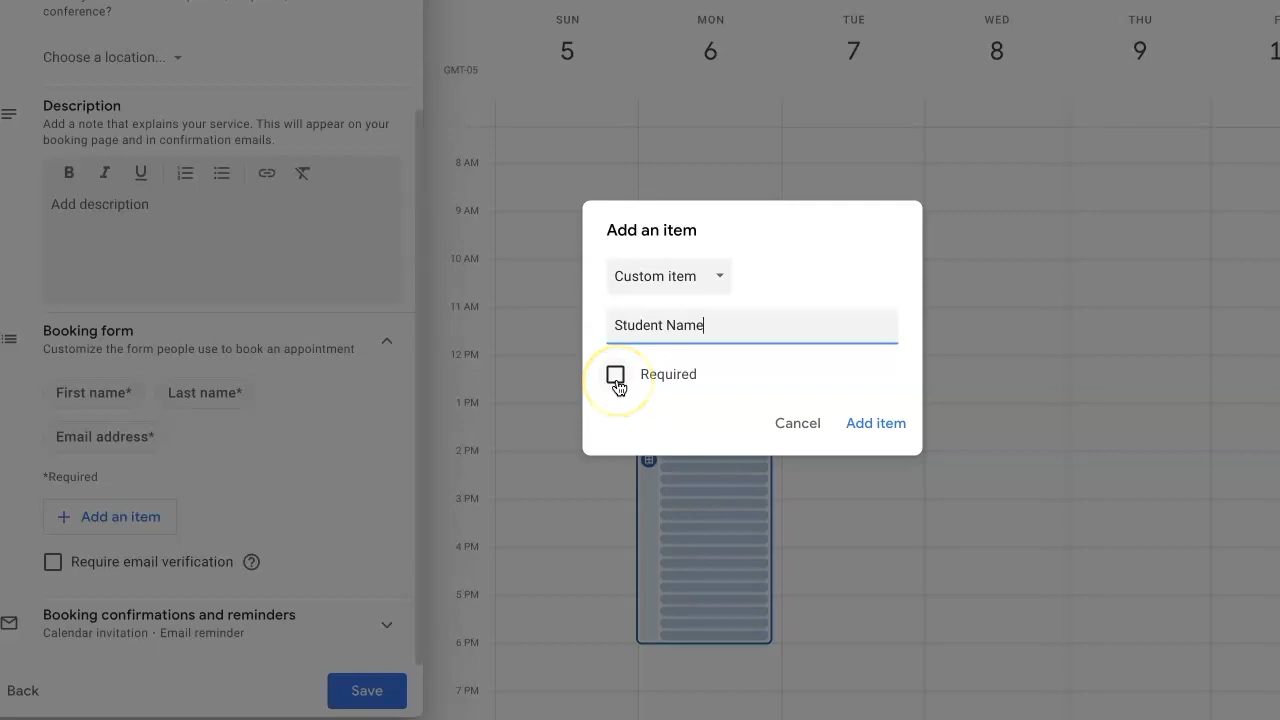 conference?
Choose a location...
Description
Add a note that explains your service. This will appear on your
booking page and in confirmation emails.
B I U
Add description
Booking form
Customize the form people use to book an appointment
First name* Last name*
Email address*
*Required
+ Add an item
Require email verification ?
Booking confirmations and reminders
Calendar invitation · Email reminder
Back Save
SUN MON TUE WED THU
5 6 7 8 9
GMT-05
8 AM
9 AM
10 AM
11 AM
12 PM
1 PM
2 PM
3 PM
4 PM
5 PM
6 PM
7 PM
Add an item
Custom item
Student Name
Required
Cancel Add item